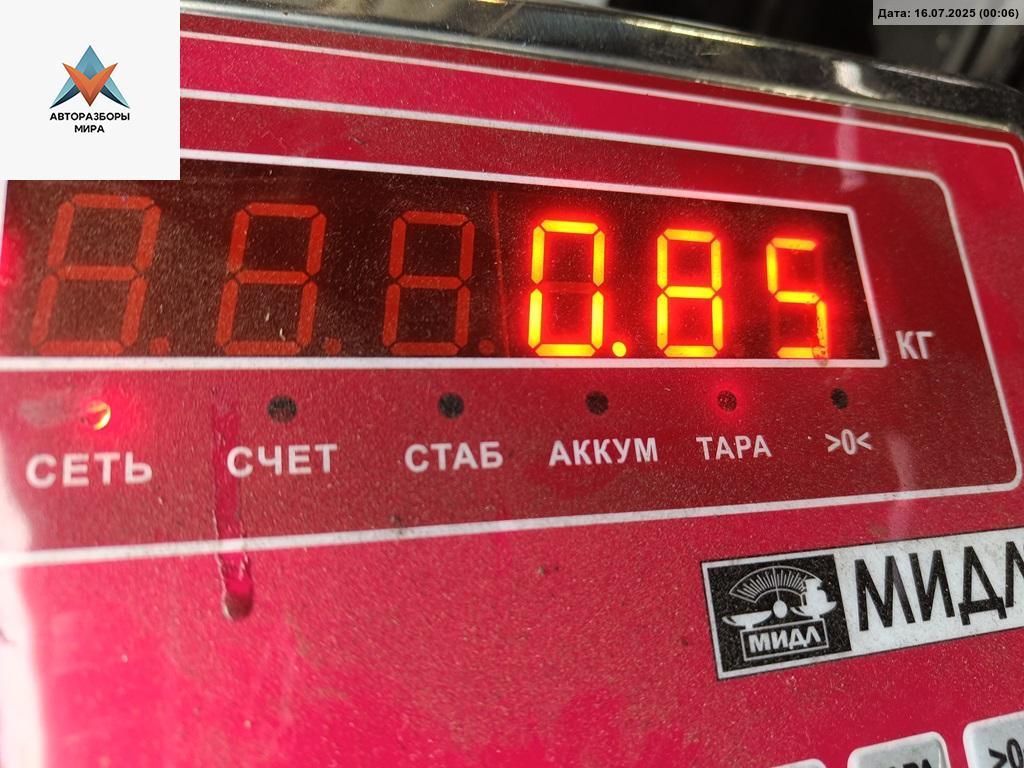 Дата: 16.07.2025 (00:06)
АВТОРАЗБОРЫ
МИРА
0.85
КГ
СЕТЬ СЧЕТ СТАБ АККУМ ТАРА >0<
МИДЛ
МИДЛ
>0